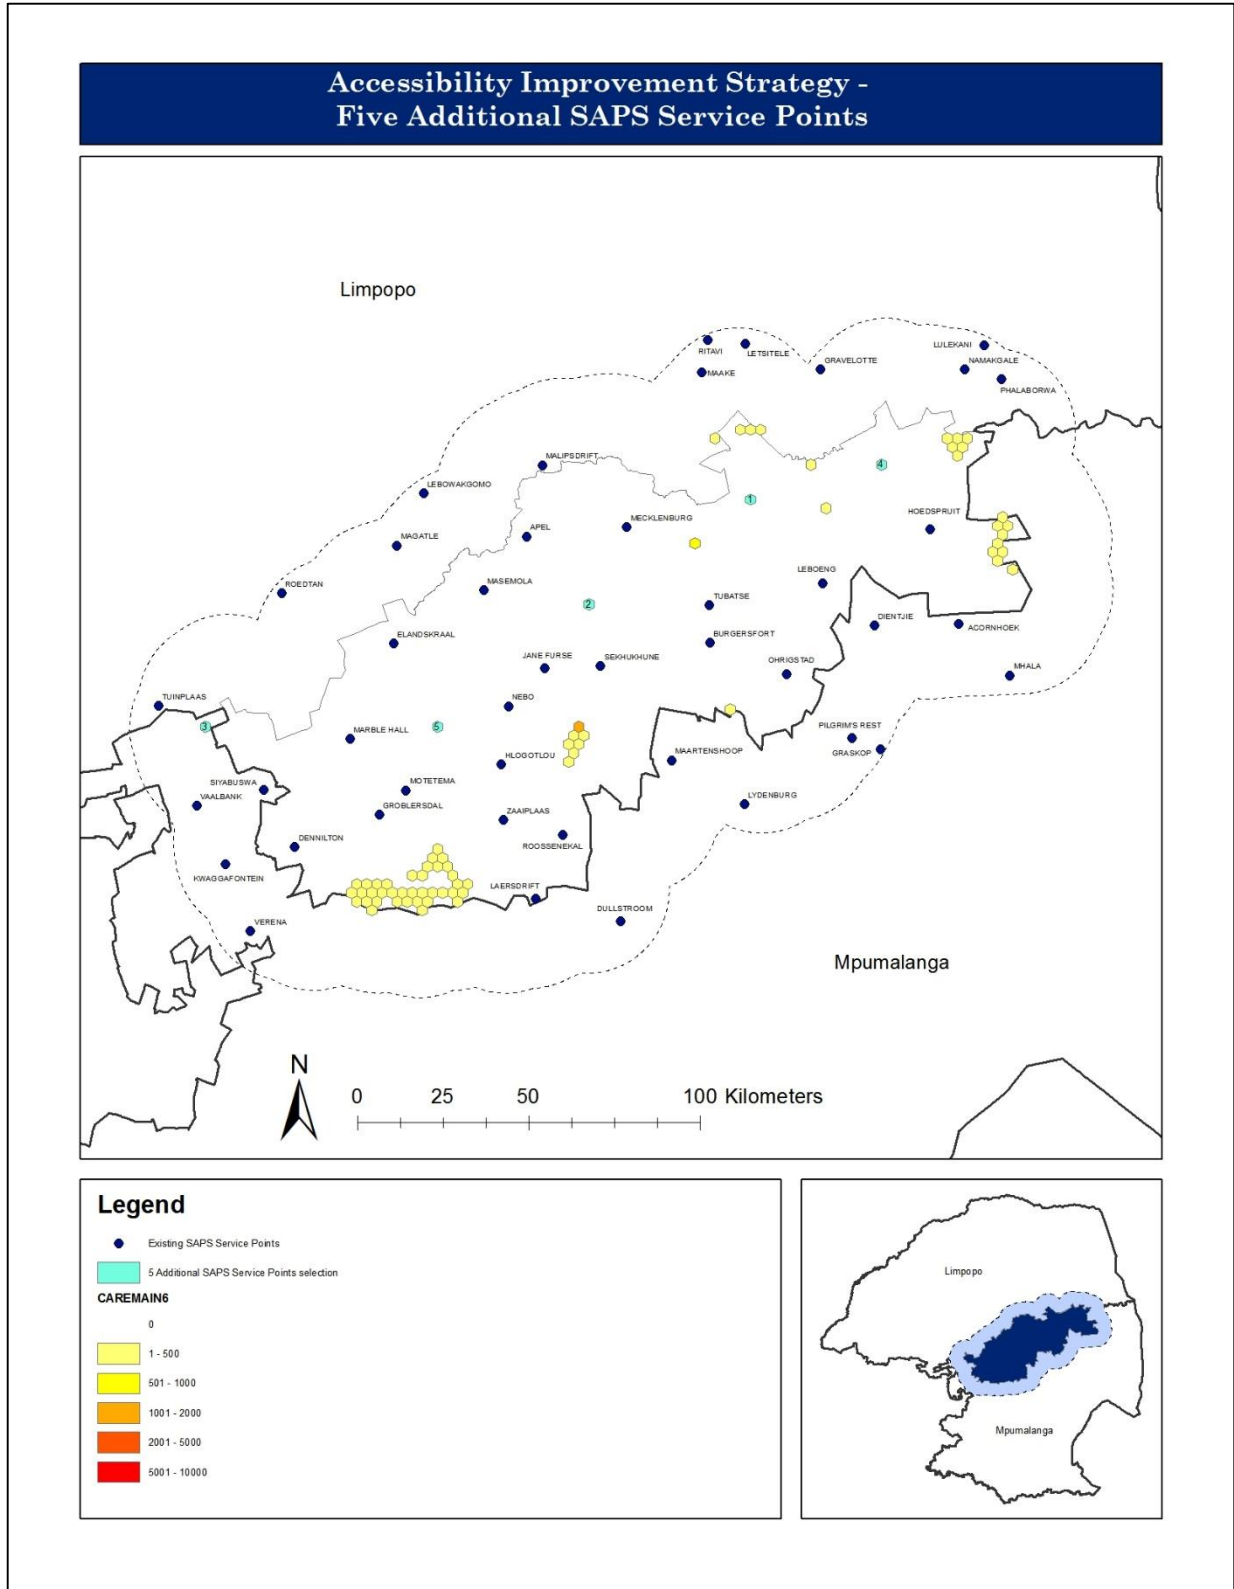 Accessibility Improvement Strategy -
Five Additional SAPS Service Points
Limpopo
RITAVI
LETSITELE
MAAKE
GRAVELOTTE
LULEKANI
NAMAKGALE
PHALABORWA
MALIPSDRIFT
4
LEBOWAKGOMO
1
HOEDSPRUIT
MECKLENBURG
APEL
MAGATLE
ROEDTAN
MASEMOLA
LEBOENG
2
TUBATSE
DIENTJIE
ACORNHOEK
ELANDSKRAAL
BURGERSFORT
JANE FURSE
SEKHUKHUNE
OHRIGSTAD
MHALA
TUINPLAAS
NEBO
3
5
MARBLE HALL
PILGRIM'S REST
GRASKOP
MAARTENSHOOP
HLOGOTLOU
SIYABUSWA
VAALBANK
MOTETEMA
GROBLERSDAL
LYDENBURG
ZAAIPLAAS
ROOSSENEKAL
DENNILTON
KWAGGAFONTEIN
LAERSDRIFT
DULLSTROOM
VERENA
Mpumalanga
N
0 25 50 100 Kilometers
Legend
Existing SAPS Service Points
5 Additional SAPS Service Points selection
CAREMAIN6
0
1 - 500
501 - 1000
1001 - 2000
2001 - 5000
5001 - 10000
Limpopo
Mpumalanga